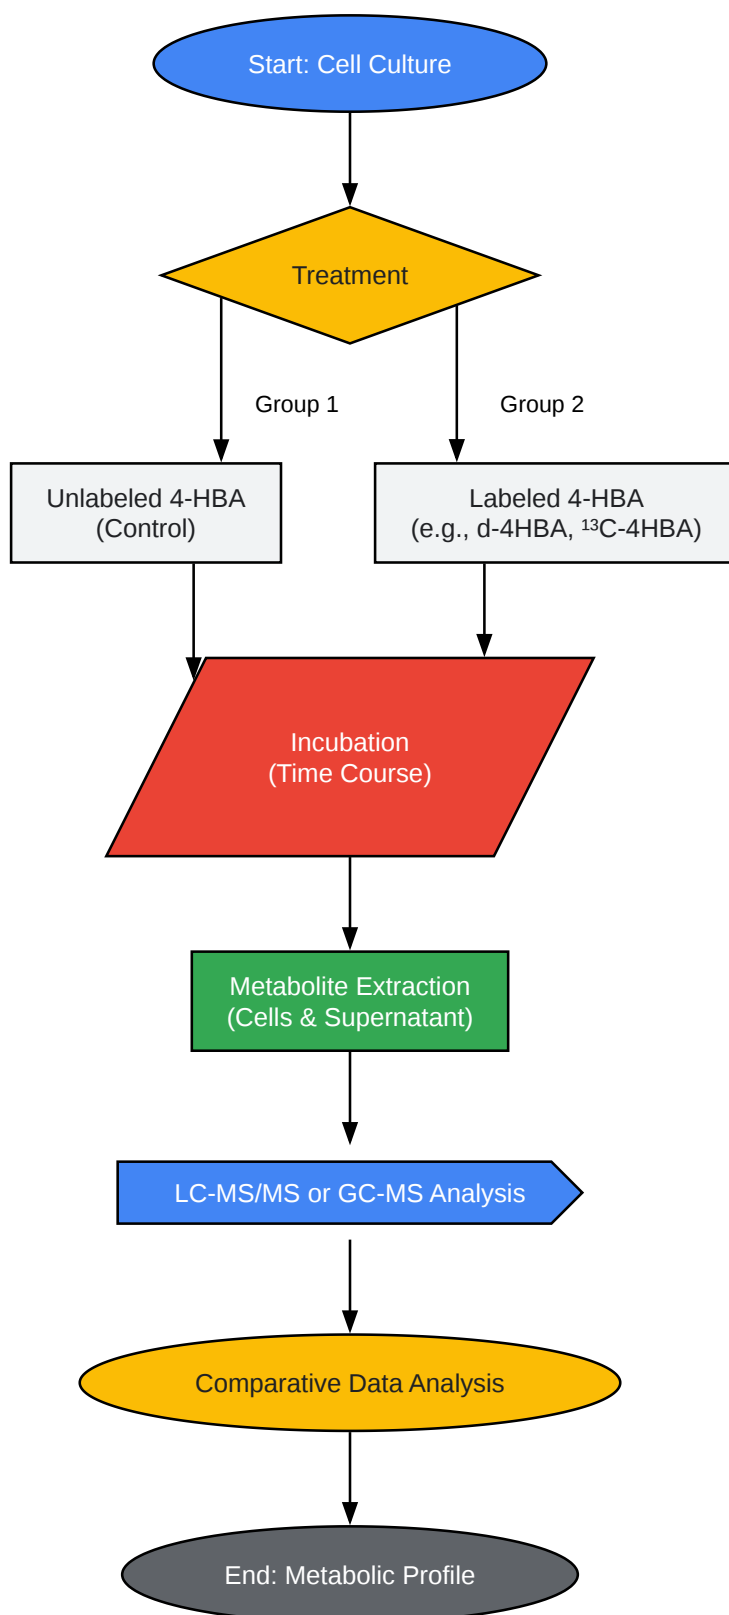 Start: Cell Culture
Treatment
Group 1
Group 2
Unlabeled 4-HBA
(Control)
Labeled 4-HBA
(e.g., d-4HBA, ¹³C-4HBA)
Incubation
(Time Course)
Metabolite Extraction
(Cells & Supernatant)
LC-MS/MS or GC-MS Analysis
Comparative Data Analysis
End: Metabolic Profile